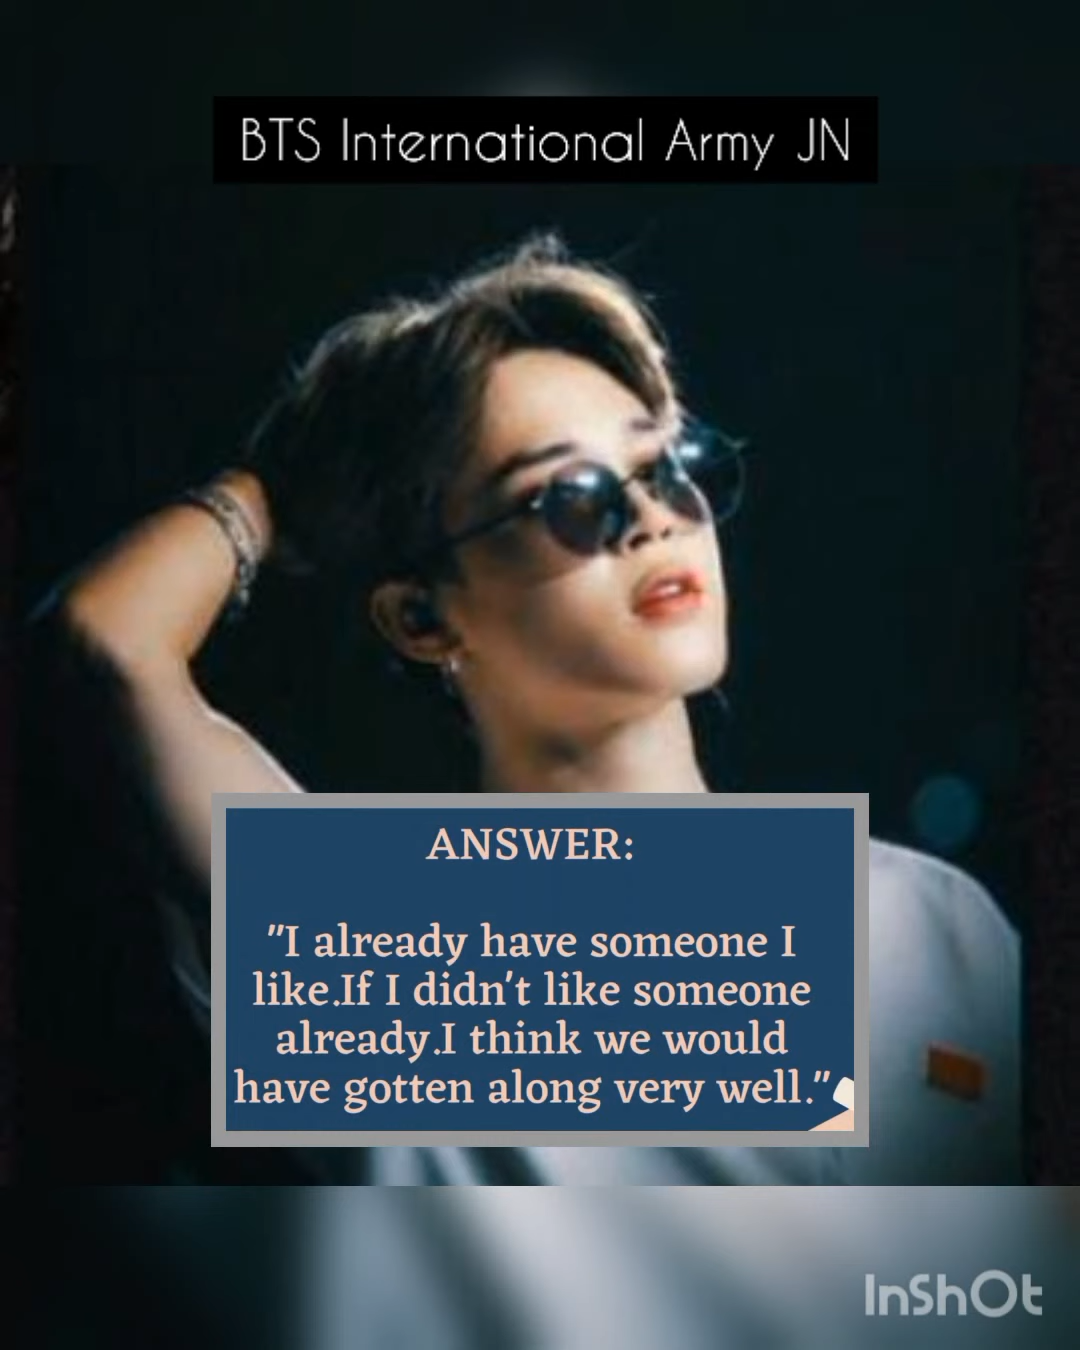 BTS International Army JN
ANSWER:
"I already have someone I
like.If I didn't like someone
already.I think we would
have gotten along very well."
InShOt